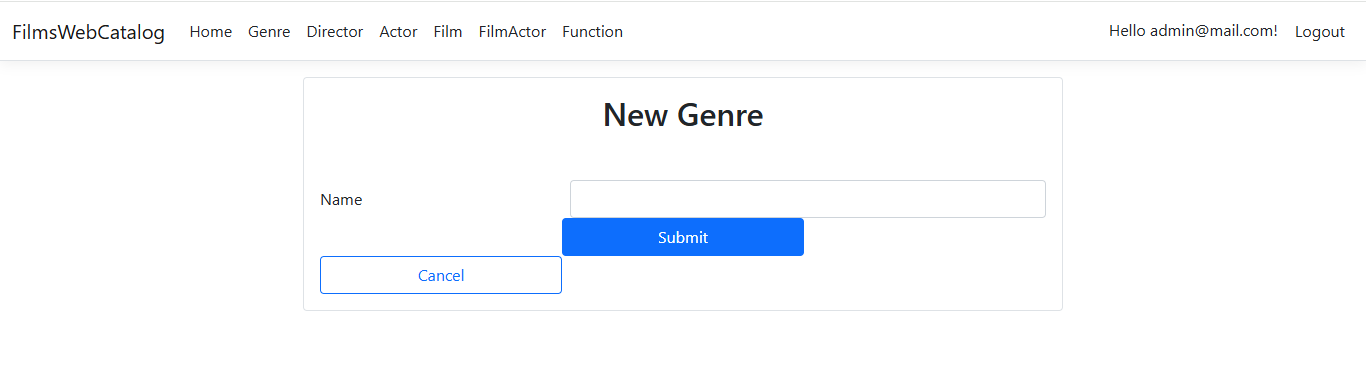 FilmsWebCatalog Home Genre Director Actor Film FilmActor Function Hello admin@mail.com! Logout
New Genre
Name
Submit
Cancel